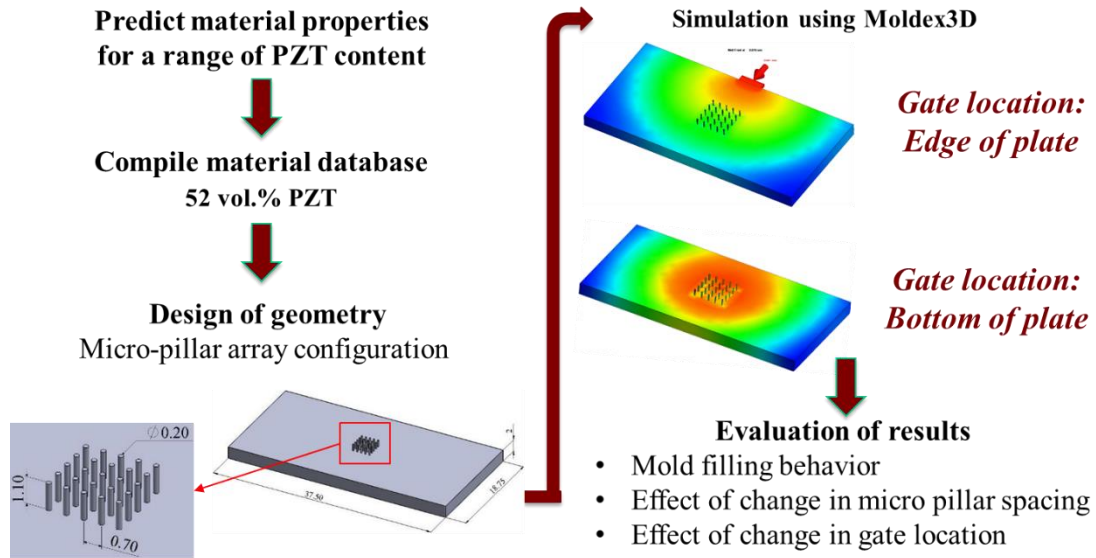 Predict material properties
for a range of PZT content
Compile material database
52 vol.% PZT
Design of geometry
Micro-pillar array configuration
∅0.20
1.10
0.70
2
37.50
18.75
Simulation using Moldex3D
Gate location:
Edge of plate
Gate location:
Bottom of plate
Evaluation of results
• Mold filling behavior
• Effect of change in micro pillar spacing
• Effect of change in gate location